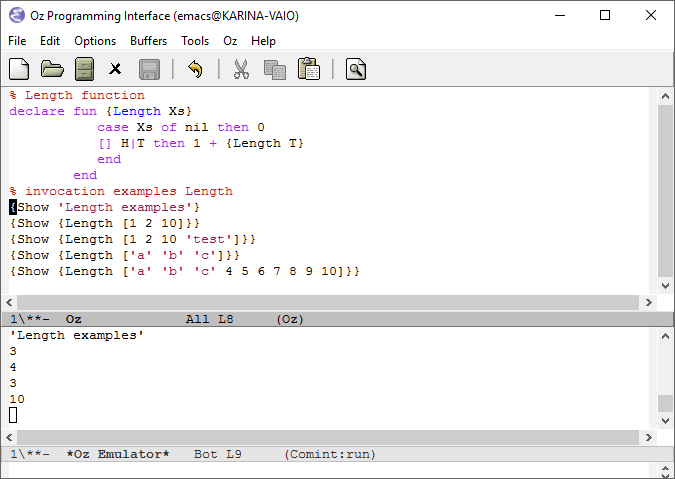 Oz Programming Interface (emacs@KARINA-VAIO)
File Edit Options Buffers Tools Oz Help
% Length function
declare fun {Length Xs}
           case Xs of nil then 0
           [] H|T then 1 + {Length T}
           end
        end
% invocation examples Length
{Show 'Length examples'}
{Show {Length [1 2 10]}}
{Show {Length [1 2 10 'test']}}
{Show {Length ['a' 'b' 'c']}}
{Show {Length ['a' 'b' 'c' 4 5 6 7 8 9 10]}}
1\**-  Oz             All L8     (Oz)
'Length examples'
3
4
3
10
1\**-  *Oz Emulator*   Bot L9     (Comint:run)